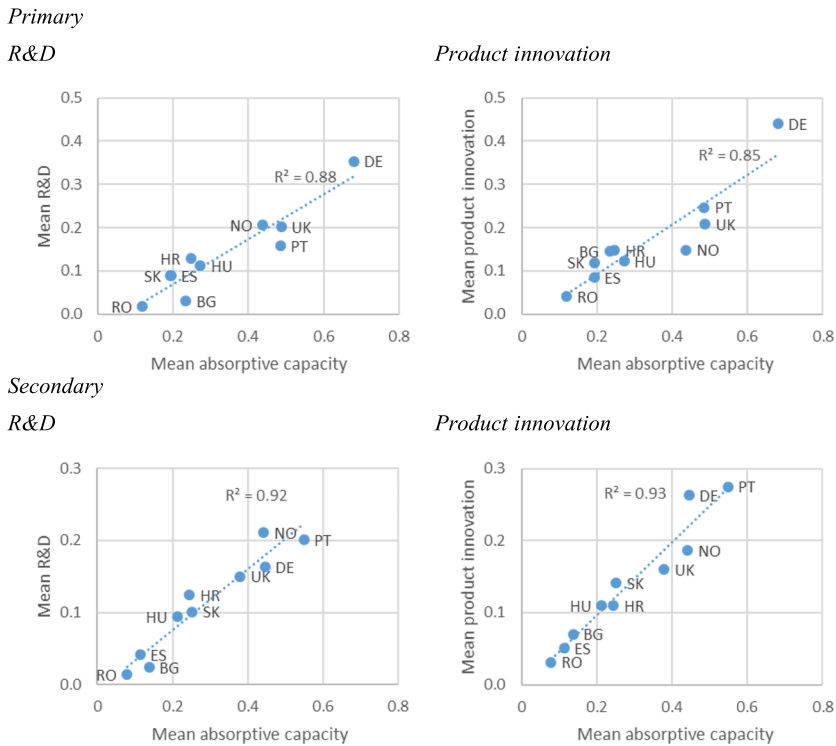 Primary
R&D
Product innovation
0.5
0.4
0.3
0.2
0.1
0.0
0
0.2
0.4
0.6
0.8
Mean R&D
Mean absorptive capacity
R² = 0.88
DE
NO
UK
PT
HR
HU
SK
ES
RO
BG
0.5
0.4
0.3
0.2
0.1
0.0
0
0.2
0.4
0.6
0.8
Mean product innovation
Mean absorptive capacity
R² = 0.85
DE
PT
UK
NO
BG
HR
HU
SK
ES
RO
Secondary
R&D
Product innovation
0.3
0.2
0.1
0.0
0
0.2
0.4
0.6
0.8
Mean R&D
Mean absorptive capacity
R² = 0.92
NO
PT
DE
UK
HR
SK
HU
ES
BG
RO
0.3
0.2
0.1
0.0
0
0.2
0.4
0.6
0.8
Mean product innovation
Mean absorptive capacity
R² = 0.93
DE
PT
NO
UK
SK
HU
HR
BG
ES
RO